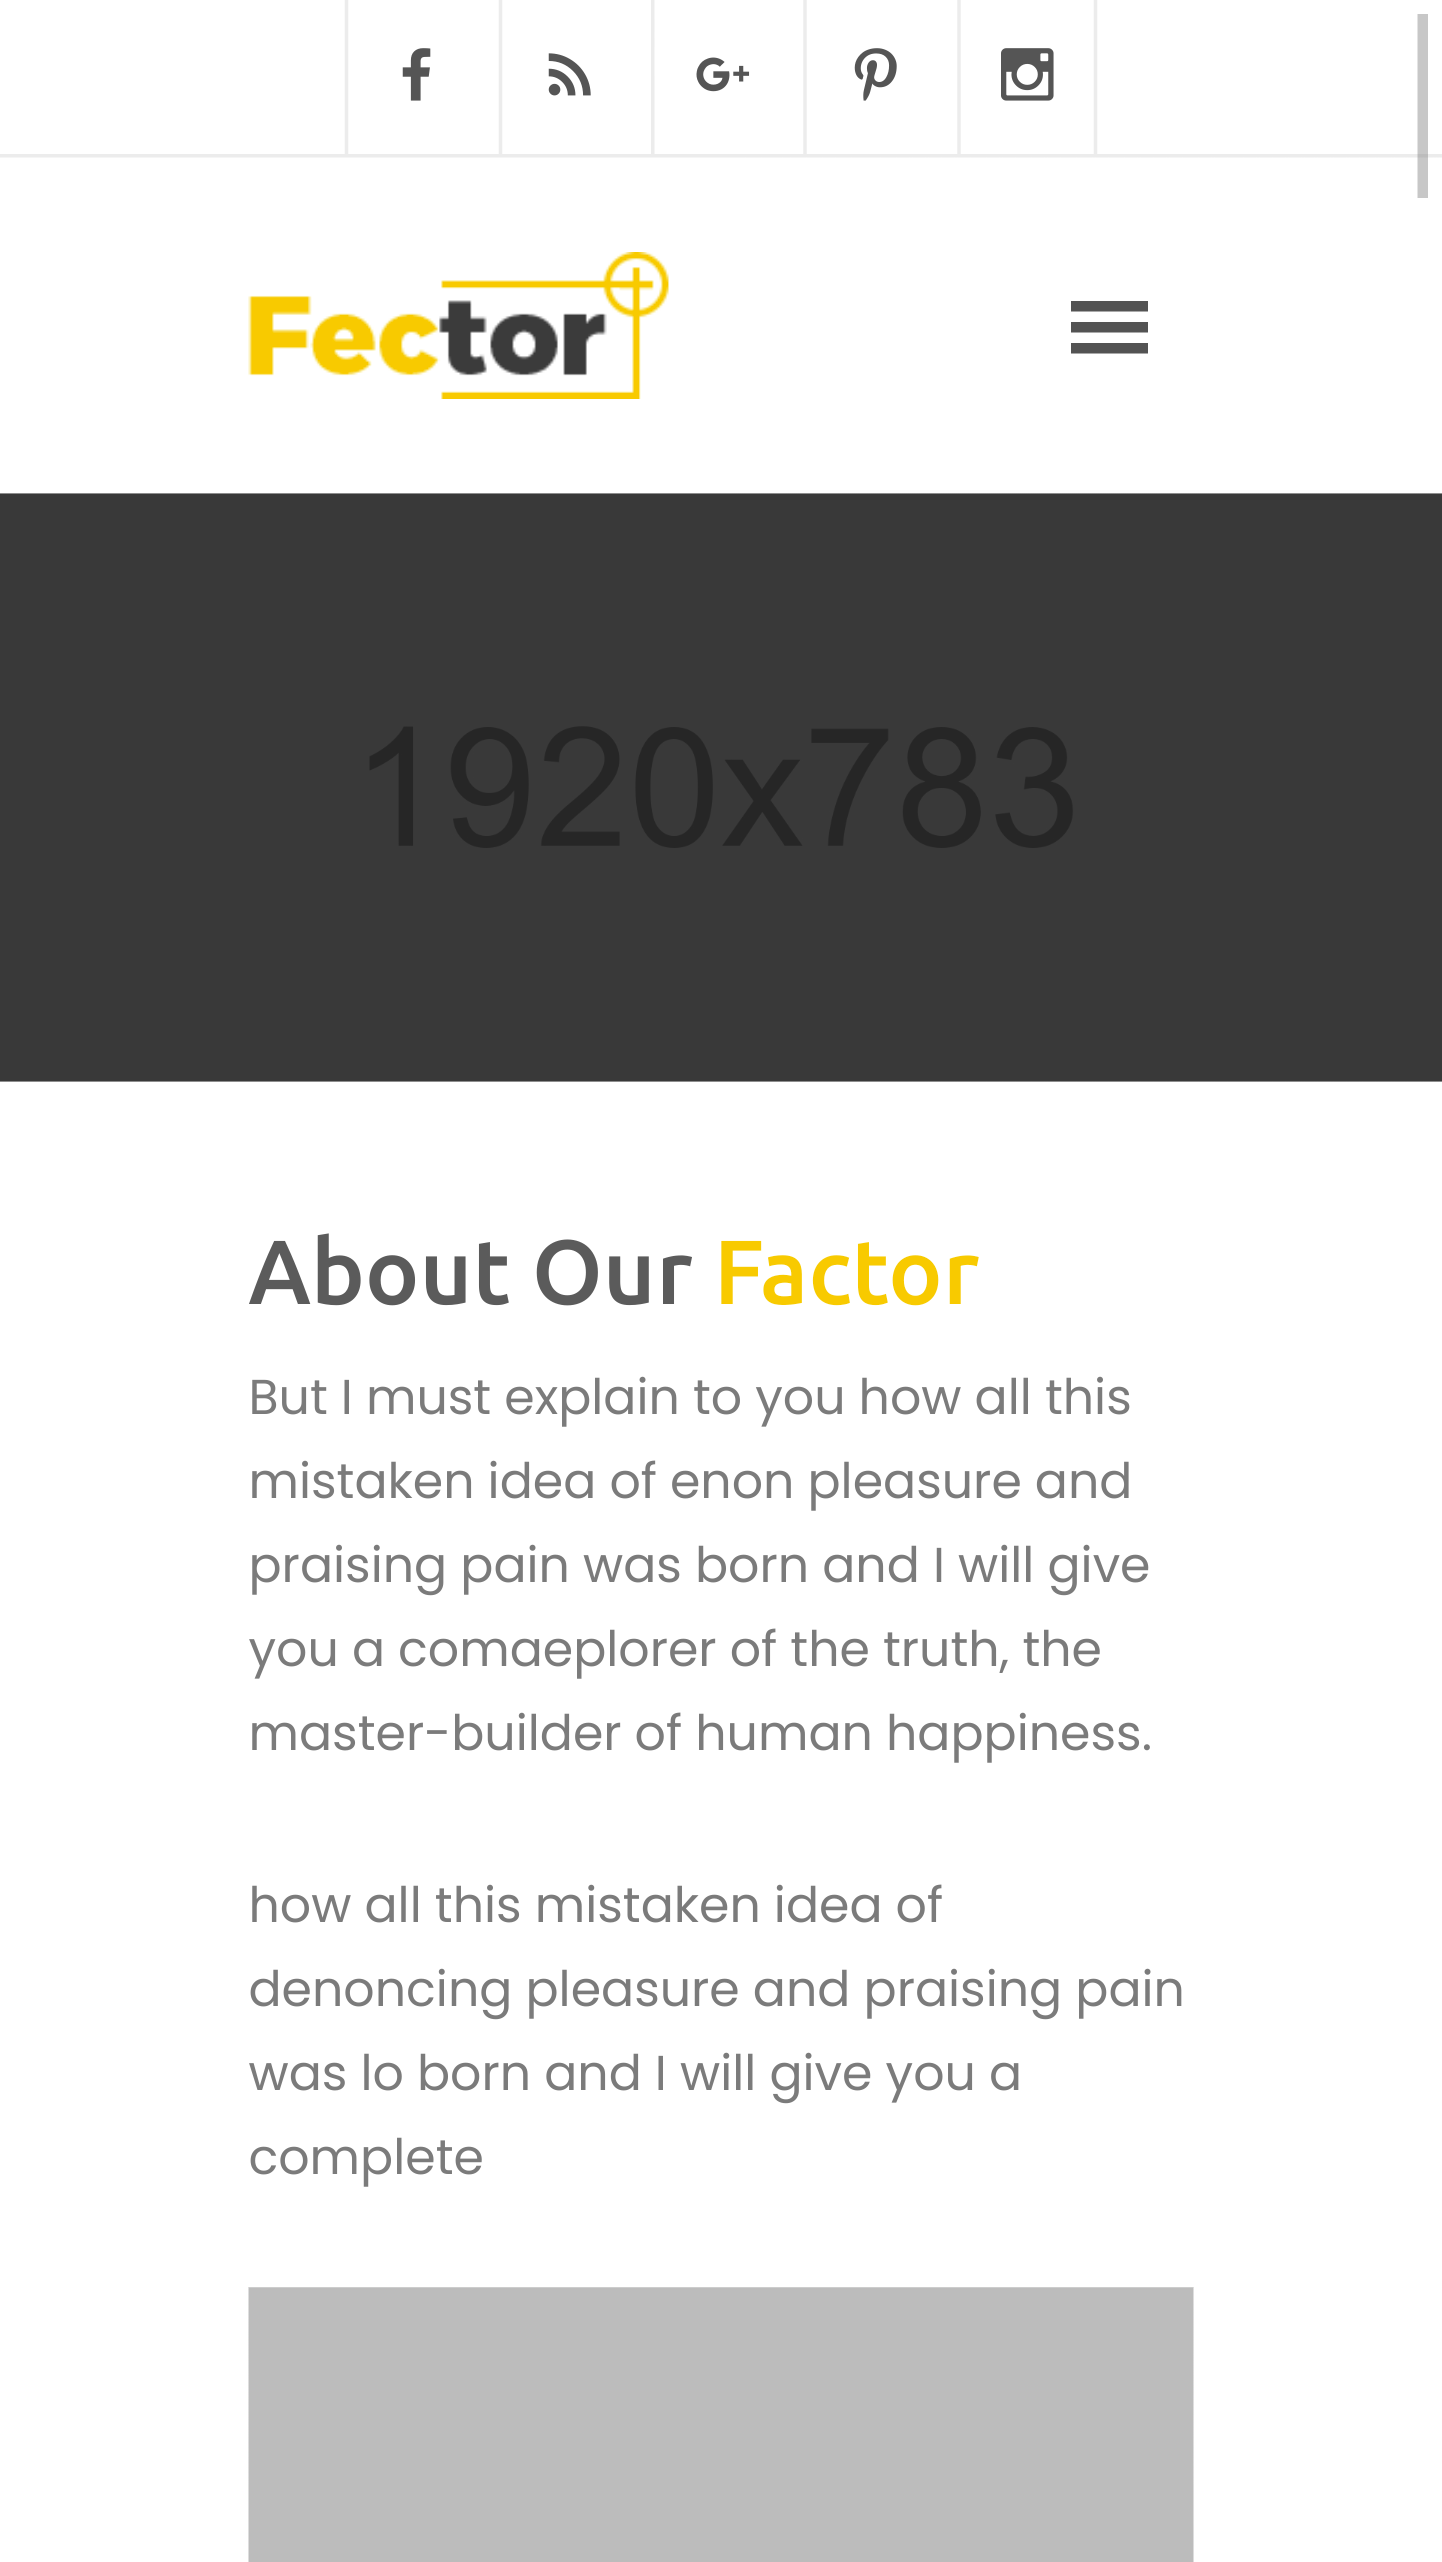 Fector
1920x783
About Our Factor
But I must explain to you how all this
mistaken idea of enon pleasure and
praising pain was born and I will give
you a comaeplorer of the truth, the
master-builder of human happiness.
how all this mistaken idea of
denoncing pleasure and praising pain
was lo born and I will give you a
complete